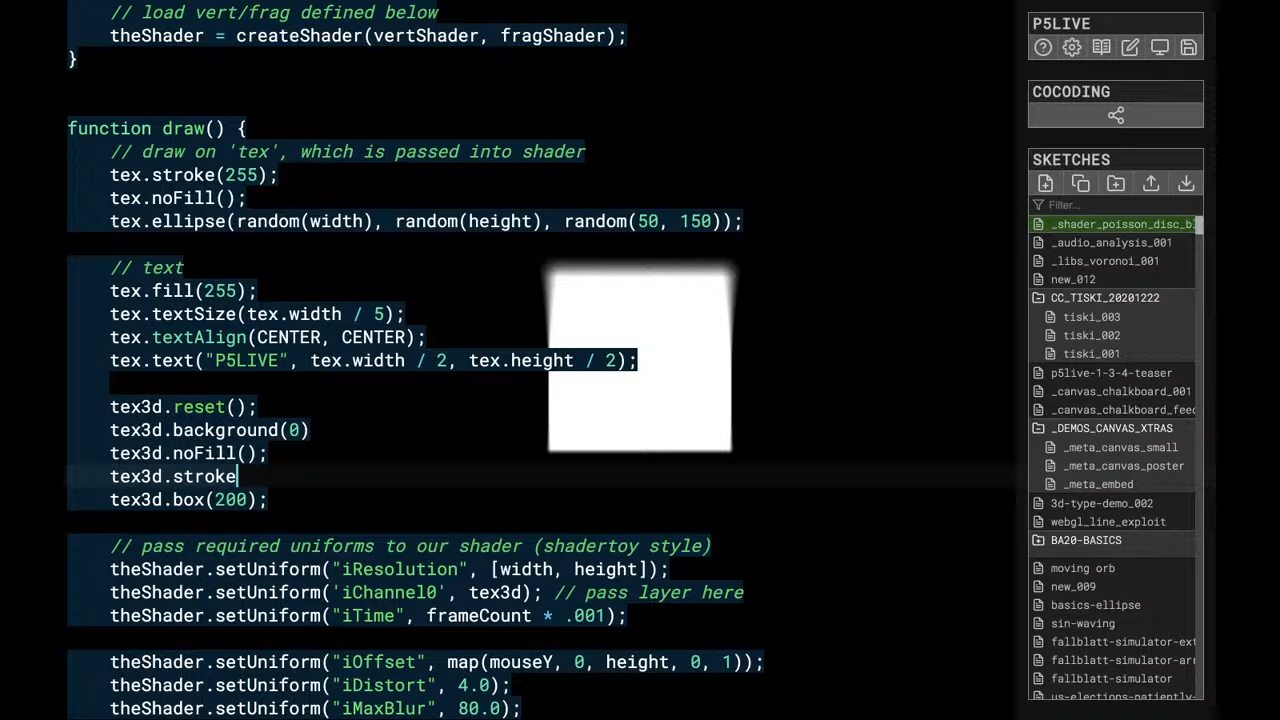 // load vert/frag defined below
theShader = createShader(vertShader, fragShader);
}
function draw() {
// draw on 'tex', which is passed into shader
tex.stroke(255);
tex.noFill();
tex.ellipse(random(width), random(height), random(50, 150));
// text
tex.fill(255);
tex.textSize(tex.width / 5);
tex.textAlign(CENTER, CENTER);
tex.text("P5LIVE", tex.width / 2, tex.height / 2);
tex3d.reset();
tex3d.background(0)
tex3d.noFill();
tex3d.stroke
tex3d.box(200);
// pass required uniforms to our shader (shadertoy style)
theShader.setUniform("iResolution", [width, height]);
theShader.setUniform('iChannel0', tex3d); // pass layer here
theShader.setUniform("iTime", frameCount * .001);
theShader.setUniform("iOffset", map(mouseY, 0, height, 0, 1));
theShader.setUniform("iDistort", 4.0);
theShader.setUniform("iMaxBlur", 80.0);
P5LIVE
COCODING
SKETCHES
Filter...
_shader_poisson_disc_bl
_audio_analysis_001
_libs_voronoi_001
new_012
CC_TISKI_20201222
tiski_003
tiski_002
tiski_001
p5live-1-3-4-teaser
_canvas_chalkboard_001
_canvas_chalkboard_feed
_DEMOS_CANVAS_XTRAS
_meta_canvas_small
_meta_canvas_poster
_meta_embed
3d-type-demo_002
webgl_line_exploit
BA20-BASICS
moving orb
new_009
basics-ellipse
sin-waving
fallblatt-simulator-ext
fallblatt-simulator-arr
fallblatt-simulator
us-elections-patiently-